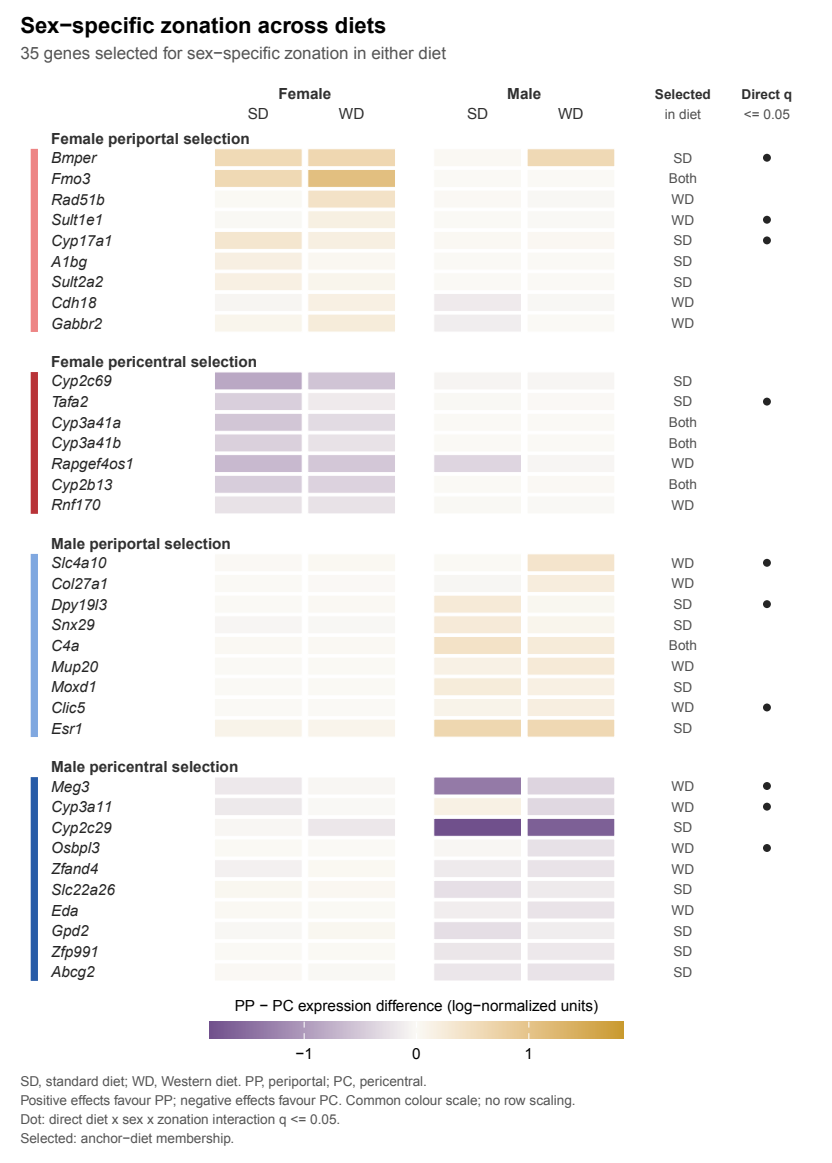 Sex−specific zonation across diets
35 genes selected for sex−specific zonation in either diet
Female Male Selected Direct q
SD WD SD WD in diet <= 0.05
Female periportal selection
Bmper SD ●
Fmo3 Both
Rad51b WD
Sult1e1 WD ●
Cyp17a1 SD ●
A1bg SD
Sult2a2 SD
Cdh18 WD
Gabbr2 WD
Female pericentral selection
Cyp2c69 SD
Tafa2 SD ●
Cyp3a41a Both
Cyp3a41b Both
Rapgef4os1 WD
Cyp2b13 Both
Rnf170 WD
Male periportal selection
Slc4a10 WD ●
Col27a1 WD
Dpy19l3 SD ●
Snx29 SD
C4a Both
Mup20 WD
Moxd1 SD
Clic5 WD ●
Esr1 SD
Male pericentral selection
Meg3 WD ●
Cyp3a11 WD ●
Cyp2c29 SD
Osbpl3 WD ●
Zfand4 WD
Slc22a26 SD
Eda WD
Gpd2 SD
Zfp991 SD
Abcg2 SD
PP − PC expression difference (log−normalized units)
−1 0 1
SD, standard diet; WD, Western diet. PP, periportal; PC, pericentral.
Positive effects favour PP; negative effects favour PC. Common colour scale; no row scaling.
Dot: direct diet x sex x zonation interaction q <= 0.05.
Selected: anchor−diet membership.